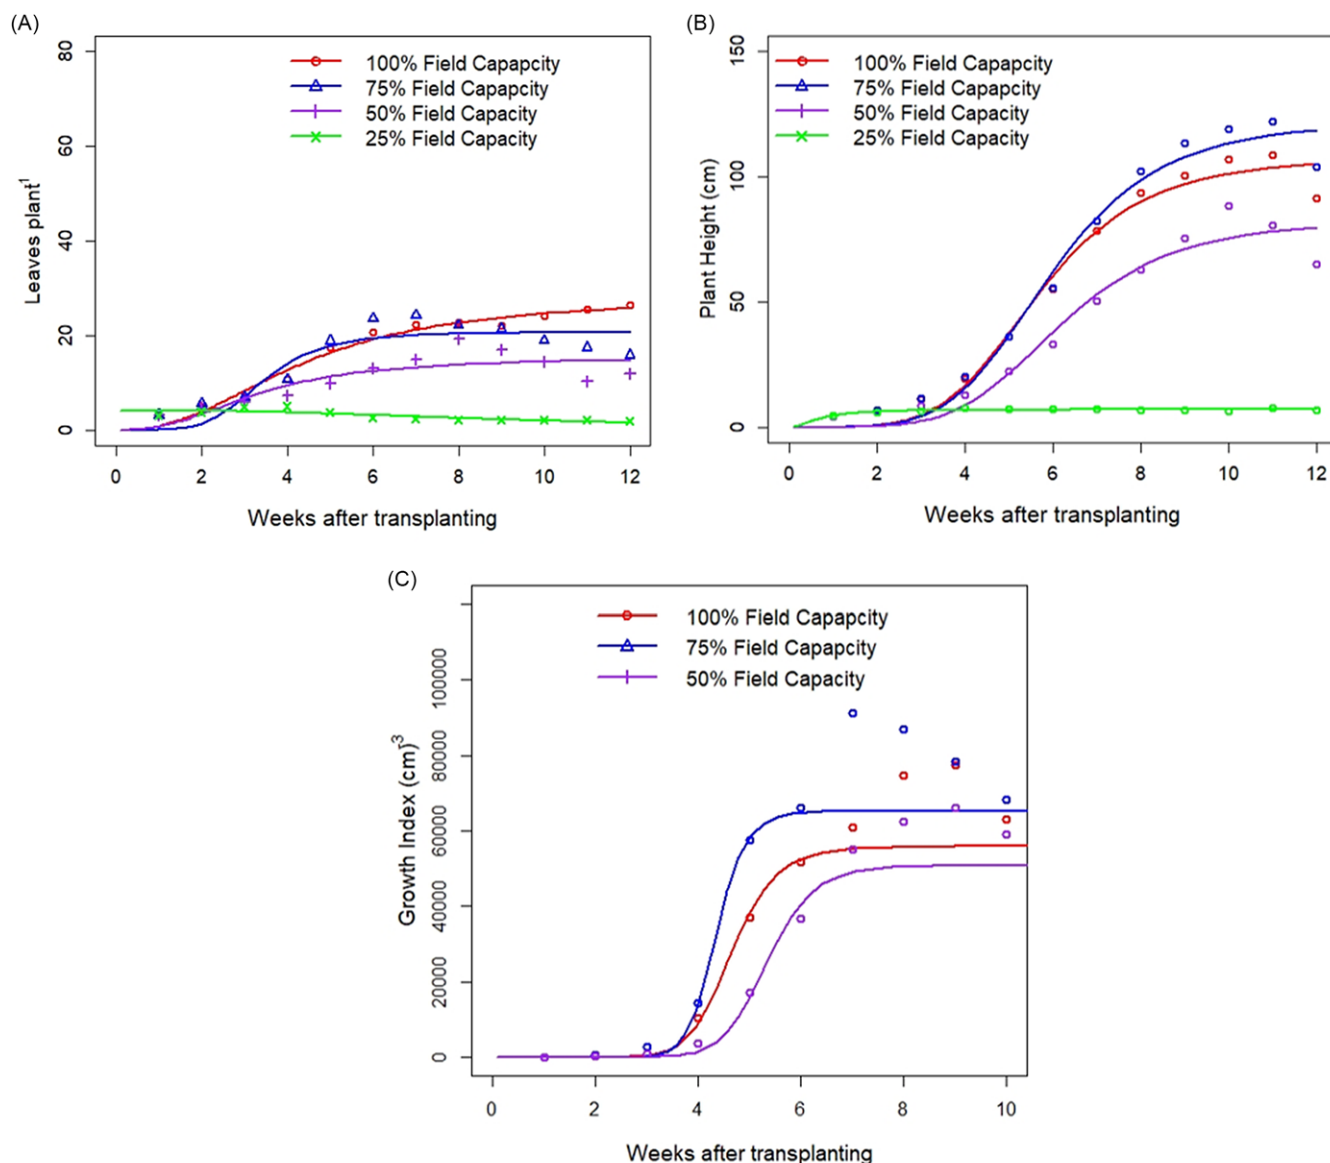 (A)
80
60
40
20
0
Leaves plant¹
100% Field Capapcity
75% Field Capapcity
50% Field Capapcity
25% Field Capacity
0 2 4 6 8 10 12
Weeks after transplanting
(B)
150
100
50
0
Plant Height (cm)
100% Field Capapcity
75% Field Capapcity
50% Field Capacity
25% Field Capacity
0 2 4 6 8 10 12
Weeks after transplanting
(C)
100000
80000
60000
40000
20000
0
Growth Index (cm)³
100% Field Capapcity
75% Field Capapcity
50% Field Capacity
0 2 4 6 8 10
Weeks after transplanting